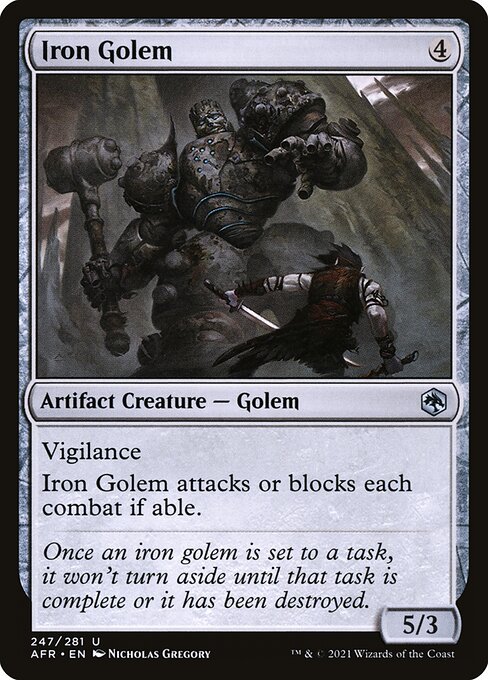 Iron Golem 4
Artifact Creature — Golem
Vigilance
Iron Golem attacks or blocks each
combat if able.
Once an iron golem is set to a task,
it won't turn aside until that task is
complete or it has been destroyed.
5/3
247/281 U
AFR • EN Nicholas Gregory ™ & © 2021 Wizards of the Coast